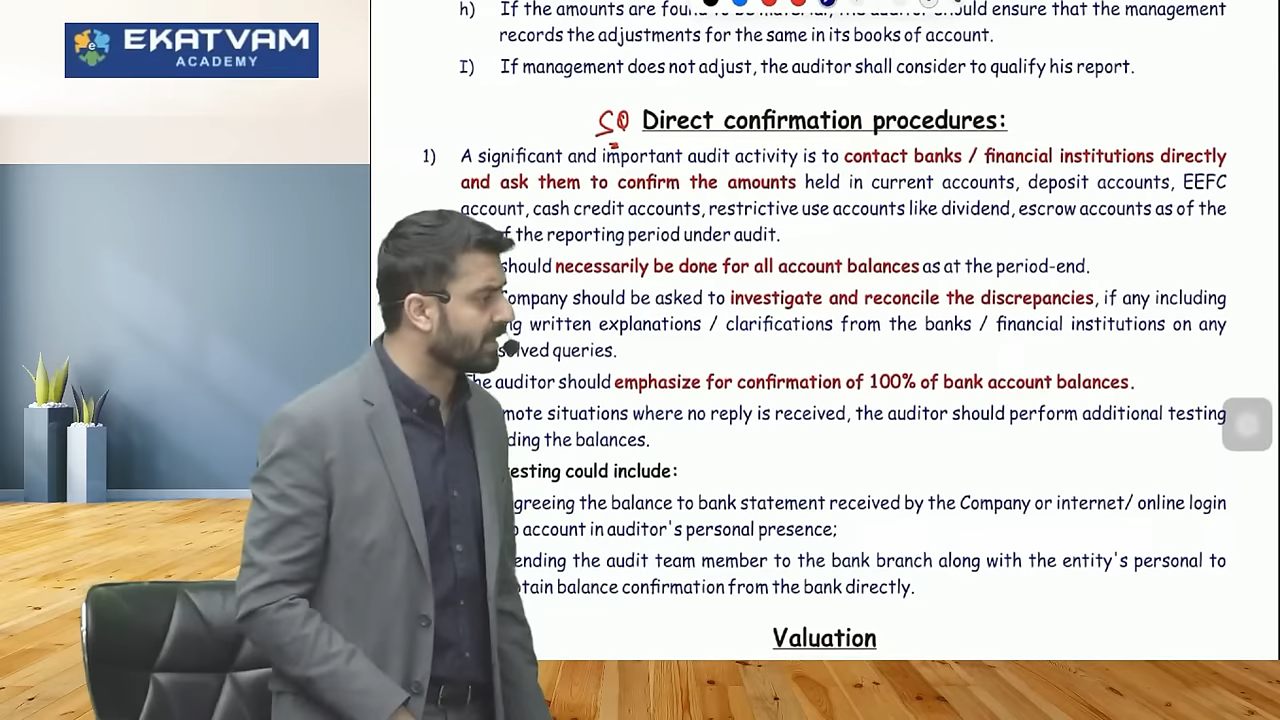 EKATVAM
ACADEMY
h) If the amounts are found to be material, the auditor should ensure that the management
records the adjustments for the same in its books of account.
I) If management does not adjust, the auditor shall consider to qualify his report.
SQ Direct confirmation procedures:
1) A significant and important audit activity is to contact banks / financial institutions directly
and ask them to confirm the amounts held in current accounts, deposit accounts, EEFC
account, cash credit accounts, restrictive use accounts like dividend, escrow accounts as of the
of the reporting period under audit.
should necessarily be done for all account balances as at the period-end.
Company should be asked to investigate and reconcile the discrepancies, if any including
written explanations / clarifications from the banks / financial institutions on any
queries.
The auditor should emphasize for confirmation of 100% of bank account balances.
situations where no reply is received, the auditor should perform additional testing
the balances.
testing could include:
greeing the balance to bank statement received by the Company or internet/ online login
account in auditor's personal presence;
ending the audit team member to the bank branch along with the entity's personal to
tain balance confirmation from the bank directly.
Valuation